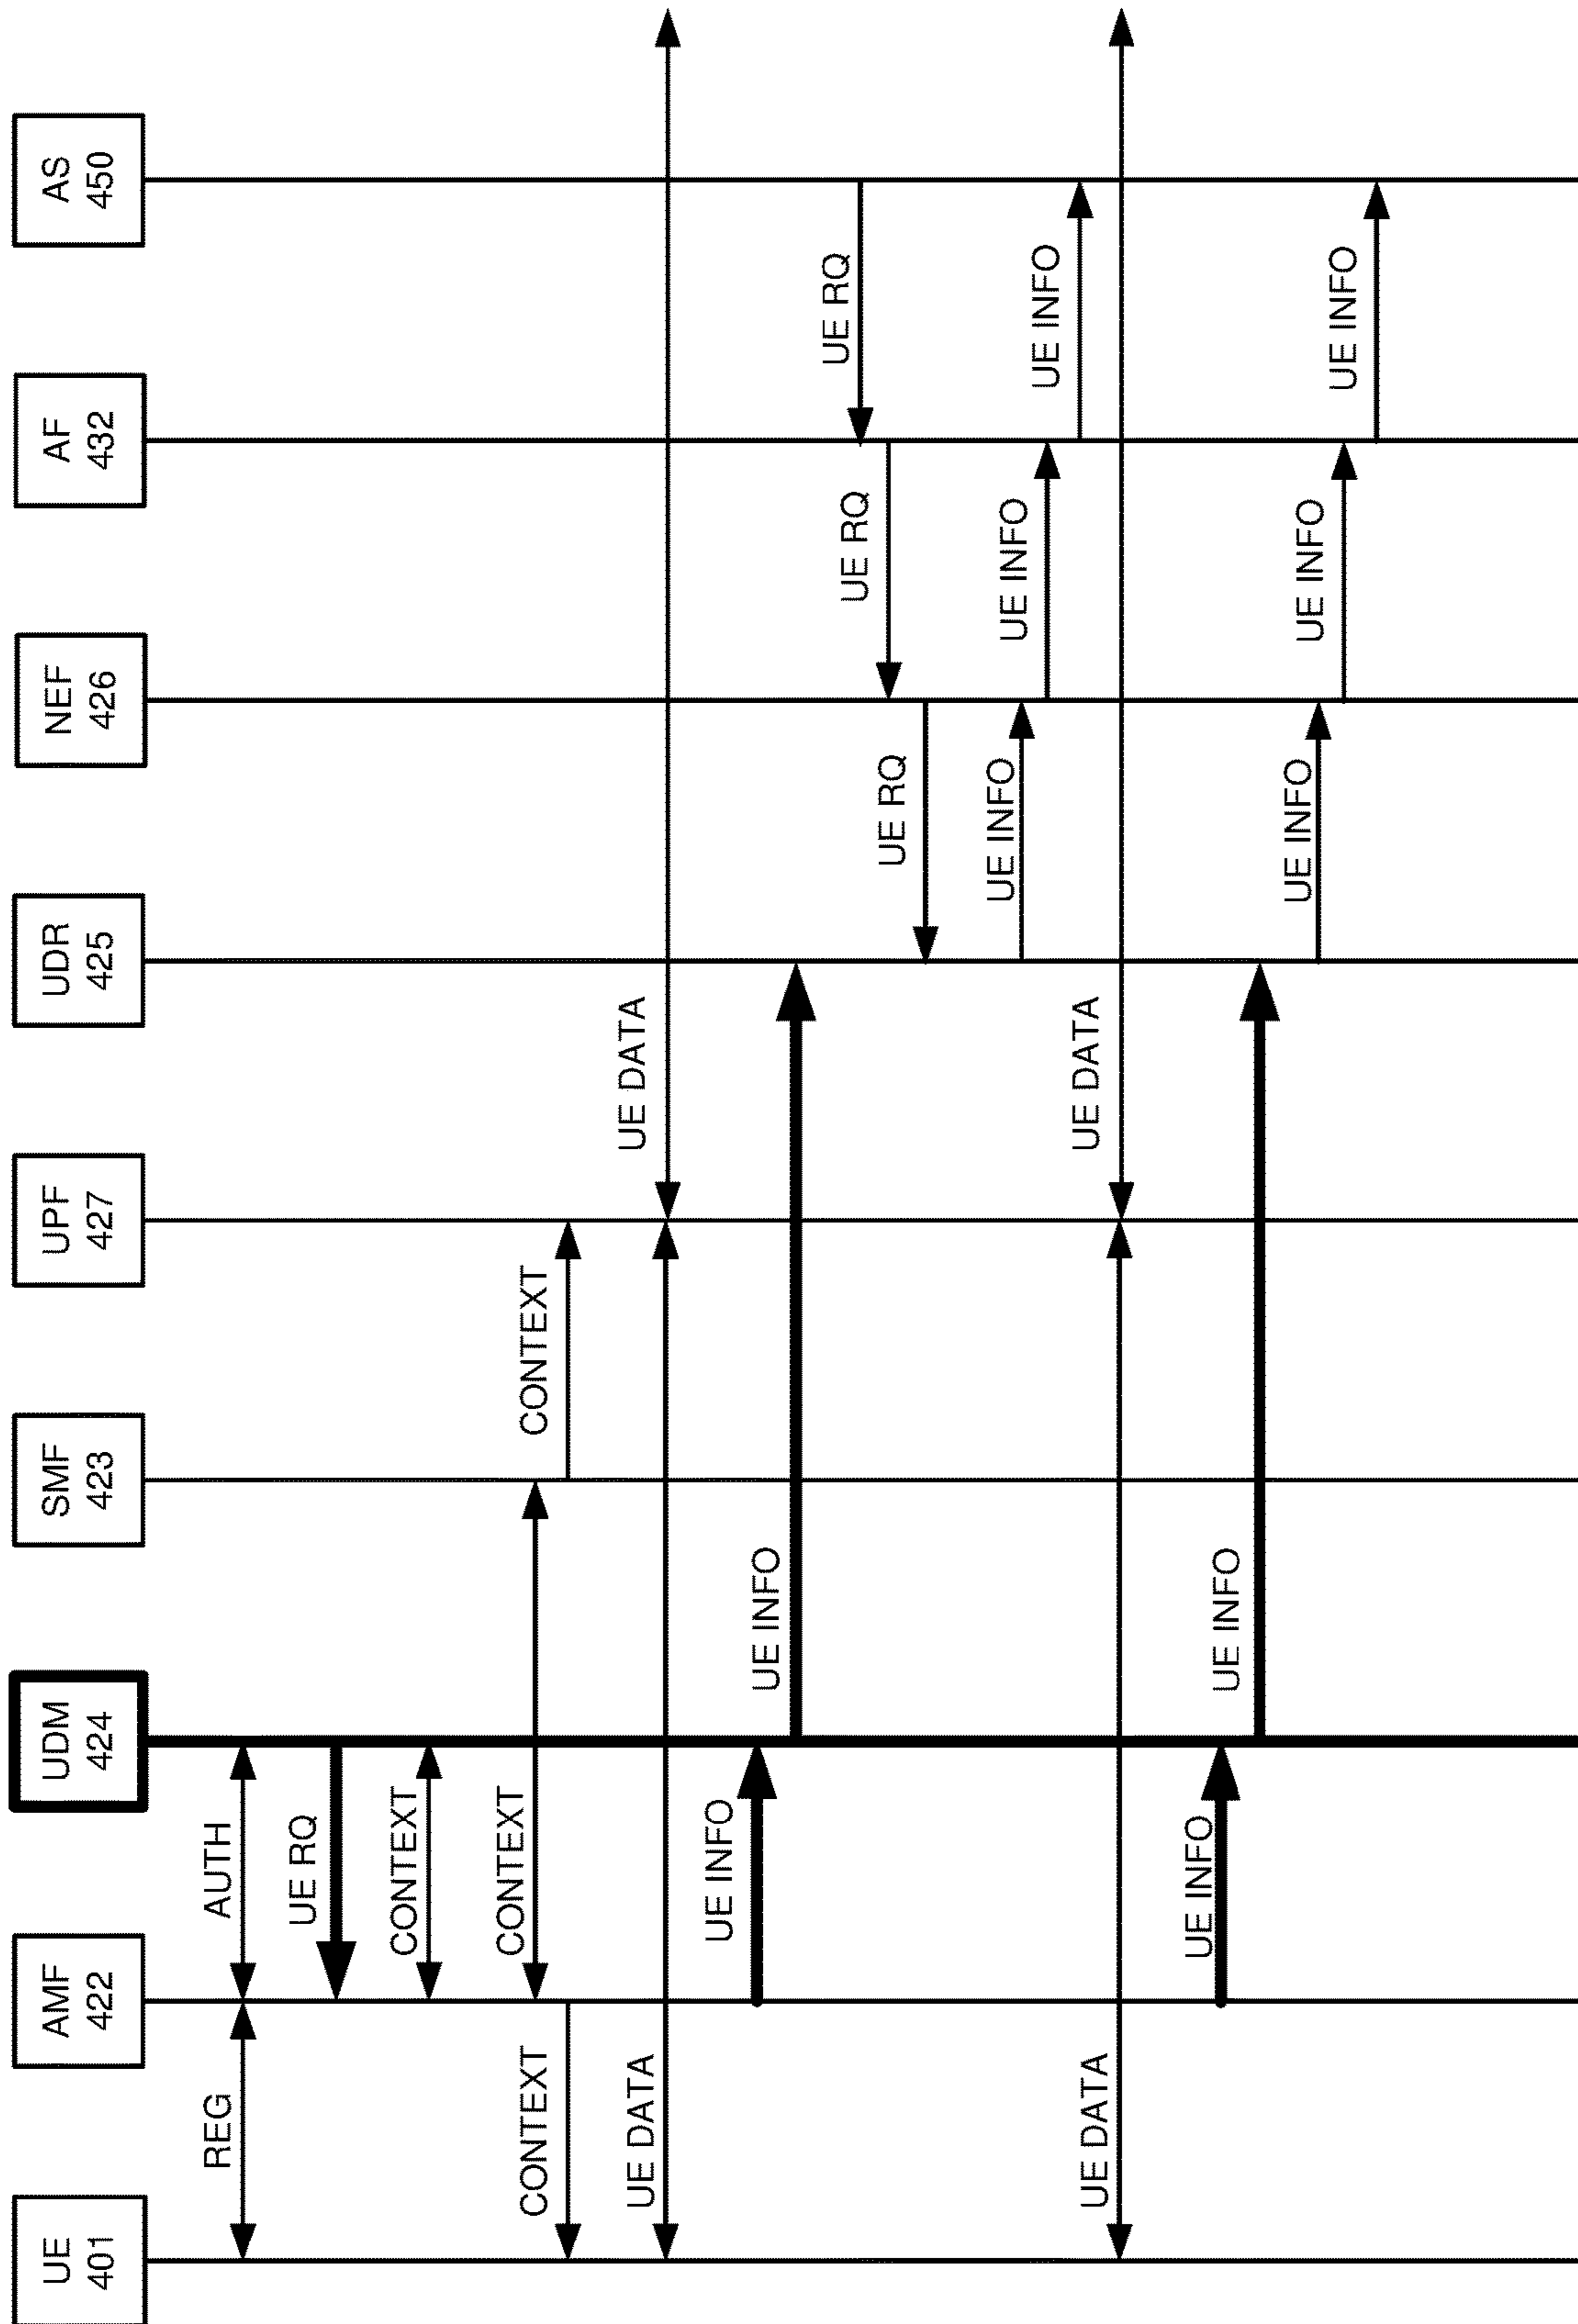 UE
401
AMF
422
UDM
424
SMF
423
UPF
427
UDR
425
NEF
426
AF
432
AS
450
REG
AUTH
UE RQ
CONTEXT
CONTEXT
CONTEXT
CONTEXT
UE DATA
UE DATA
UE INFO
UE INFO
UE RQ
UE RQ
UE RQ
UE INFO
UE INFO
UE INFO
UE DATA
UE DATA
UE INFO
UE INFO
UE INFO
UE INFO
UE INFO